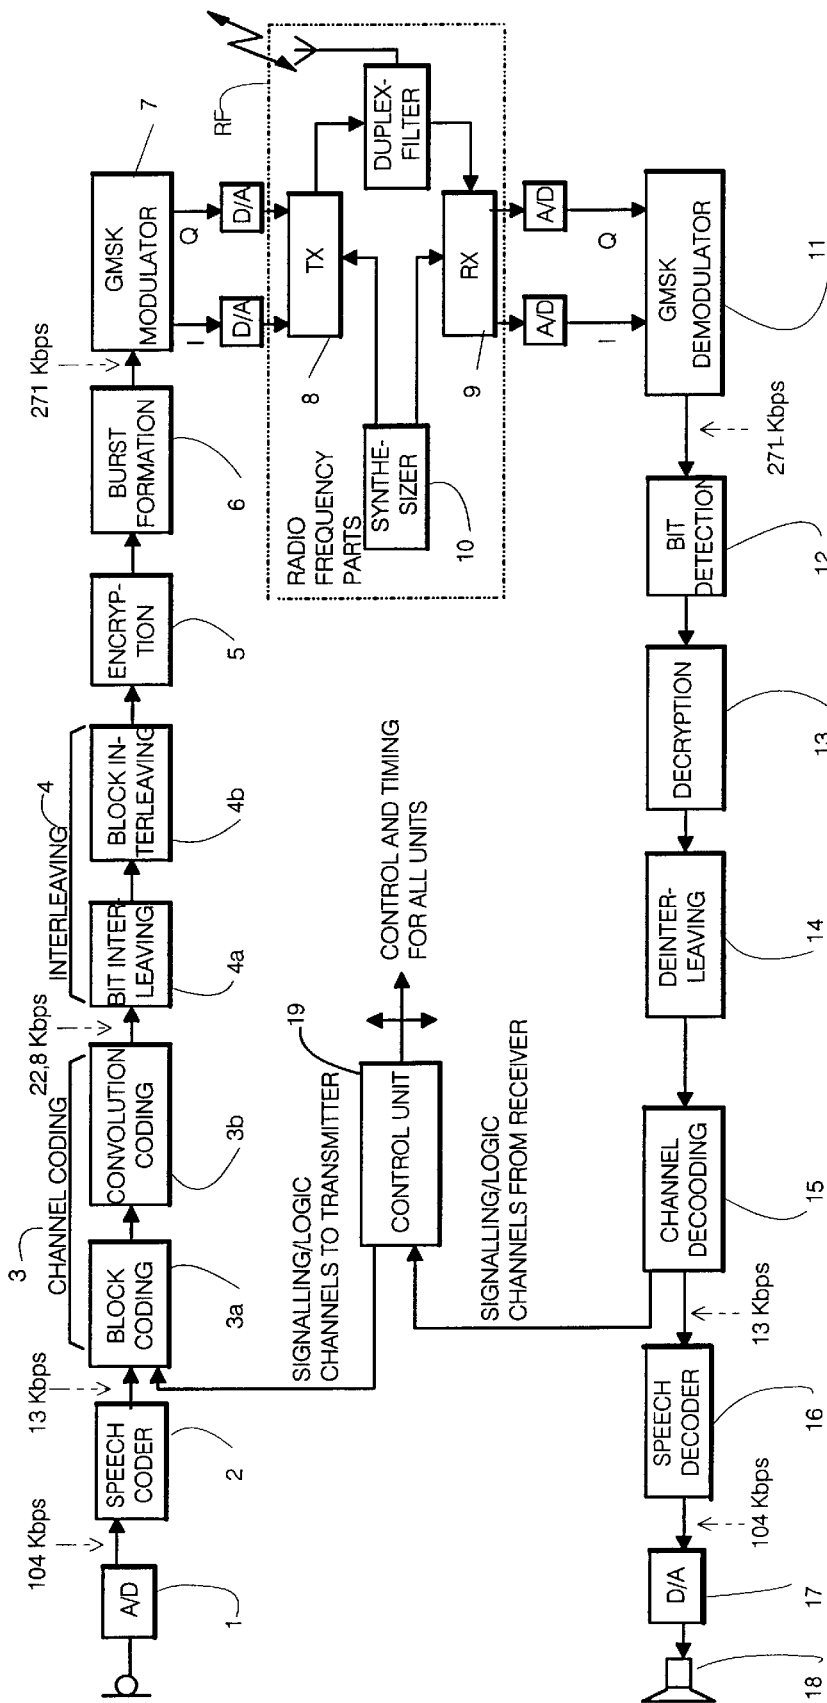 3
CHANNEL CODING
INTERLEAVING
4
104 Kbps
13 Kbps
22,8 Kbps
271 Kbps
A/D
SPEECH
CODER
BLOCK
CODING
CONVOLUTION
CODING
BIT INTER-
LEAVING
BLOCK IN-
TERLEAVING
ENCRYP-
TION
BURST
FORMATION
GMSK
MODULATOR
1
2
3a
3b
4a
4b
5
6
7
I
Q
D/A
D/A
RF
RADIO
FREQUENCY
PARTS
8
TX
SYNTHE-
SIZER
10
DUPLEX-
FILTER
RX
9
SIGNALLING/LOGIC
CHANNELS TO TRANSMITTER
19
CONTROL UNIT
CONTROL AND TIMING
FOR ALL UNITS
SIGNALLING/LOGIC
CHANNELS FROM RECEIVER
A/D
A/D
I
Q
D/A
SPEECH
DECODER
CHANNEL
DECOODING
DEINTER-
LEAVING
DECRYPTION
BIT
DETECTION
GMSK
DEMODULATOR
104 Kbps
13 Kbps
271 Kbps
18
17
16
15
14
13
12
11